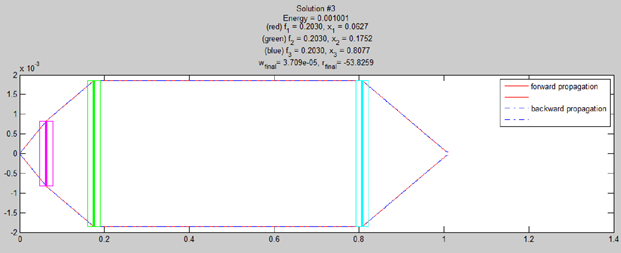 Solution #3
Energy = 0.001001
(red) f1 = 0.2030, x1 = 0.0627
(green) f2 = 0.2030, x2 = 0.1752
(blue) f3 = 0.2030, x3 = 0.8077
wfinal= 3.709e-05, rfinal= -53.8259
x 10-3
2
1.5
1
0.5
0
-0.5
-1
-1.5
-2
0 0.2 0.4 0.6 0.8 1 1.2 1.4
forward propagation
backward propagation